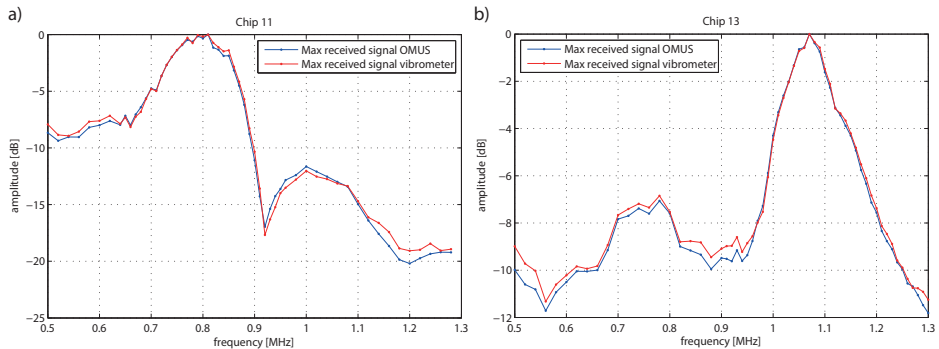 a)
Chip 11
0
−5
−10
−15
−20
−25
amplitude [dB]
0.5 0.6 0.7 0.8 0.9 1 1.1 1.2 1.3
frequency [MHz]
Max received signal OMUS
Max received signal vibrometer
b)
Chip 13
0
−2
−4
−6
−8
−10
−12
amplitude [dB]
0.5 0.6 0.7 0.8 0.9 1 1.1 1.2 1.3
frequency [MHz]
Max received signal OMUS
Max received signal vibrometer